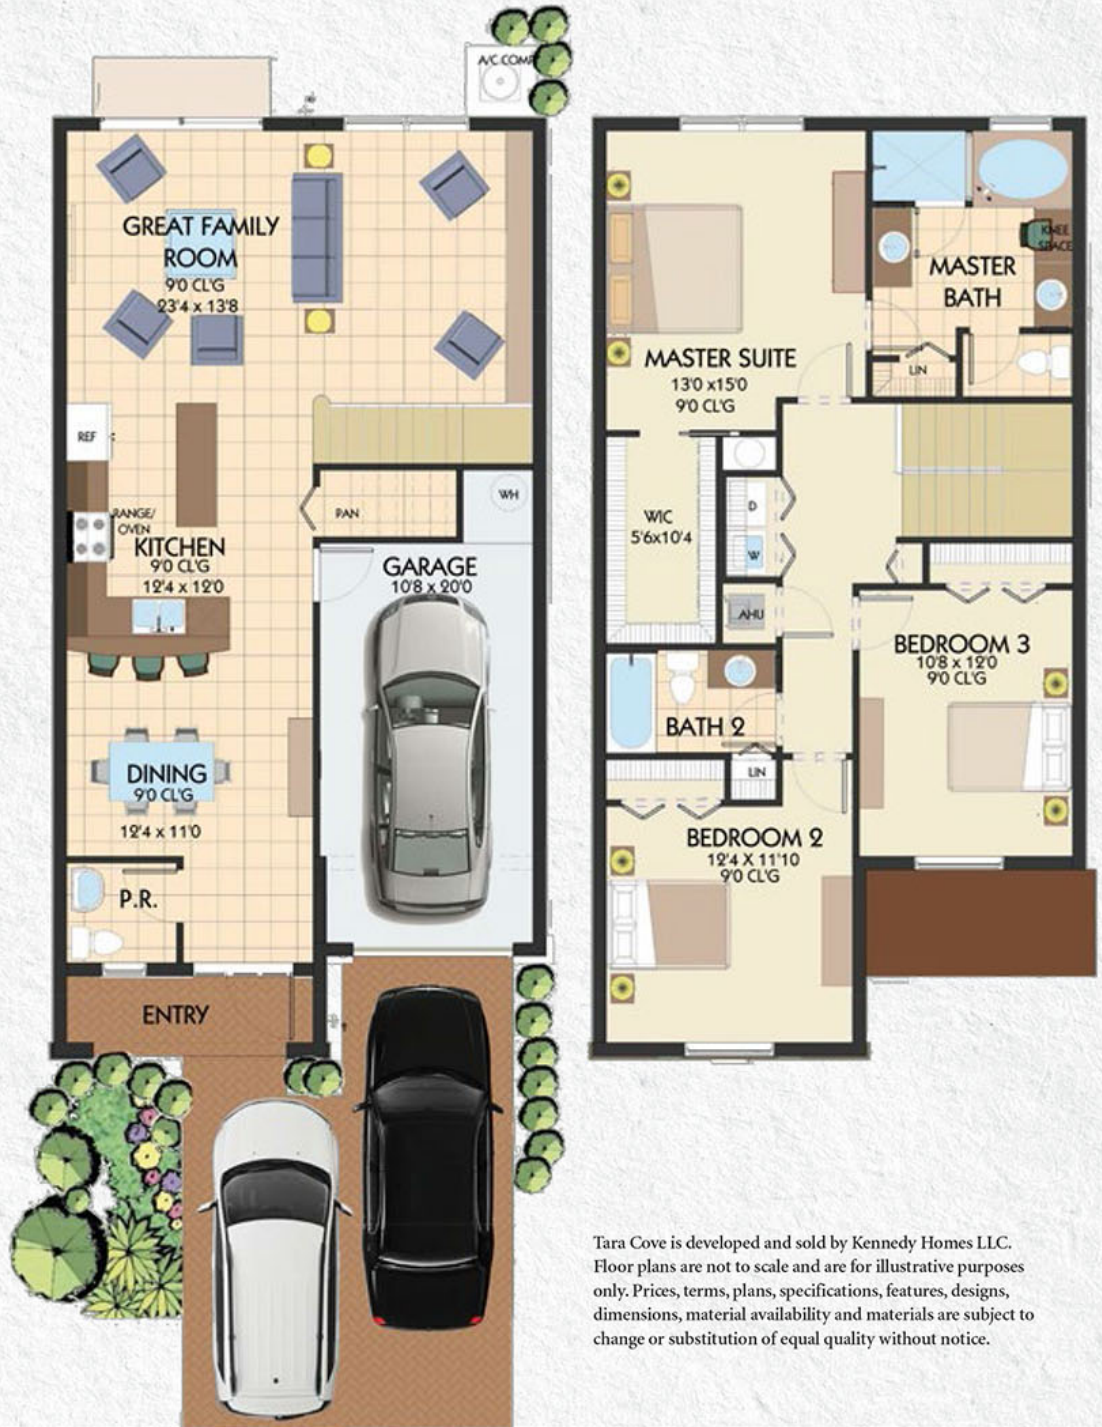 A/C COMP
GREAT FAMILY
ROOM
9'0 CL'G
23'4 x 13'8
REF
RANGE/
OVEN
KITCHEN
9'0 CL'G
12'4 x 12'0
PAN
WH
GARAGE
10'8 x 20'0
DINING
9'0 CL'G
12'4 x 11'0
P.R.
ENTRY
KNEE
SPACE
MASTER
BATH
LIN
MASTER SUITE
13'0 x15'0
9'0 CL'G
WIC
5'6x10'4
D
W
AHU
BEDROOM 3
10'8 x 12'0
9'0 CL'G
BATH 2
LIN
BEDROOM 2
12'4 X 11'10
9'0 CL'G
Tara Cove is developed and sold by Kennedy Homes LLC.
Floor plans are not to scale and are for illustrative purposes
only. Prices, terms, plans, specifications, features, designs,
dimensions, material availability and materials are subject to
change or substitution of equal quality without notice.